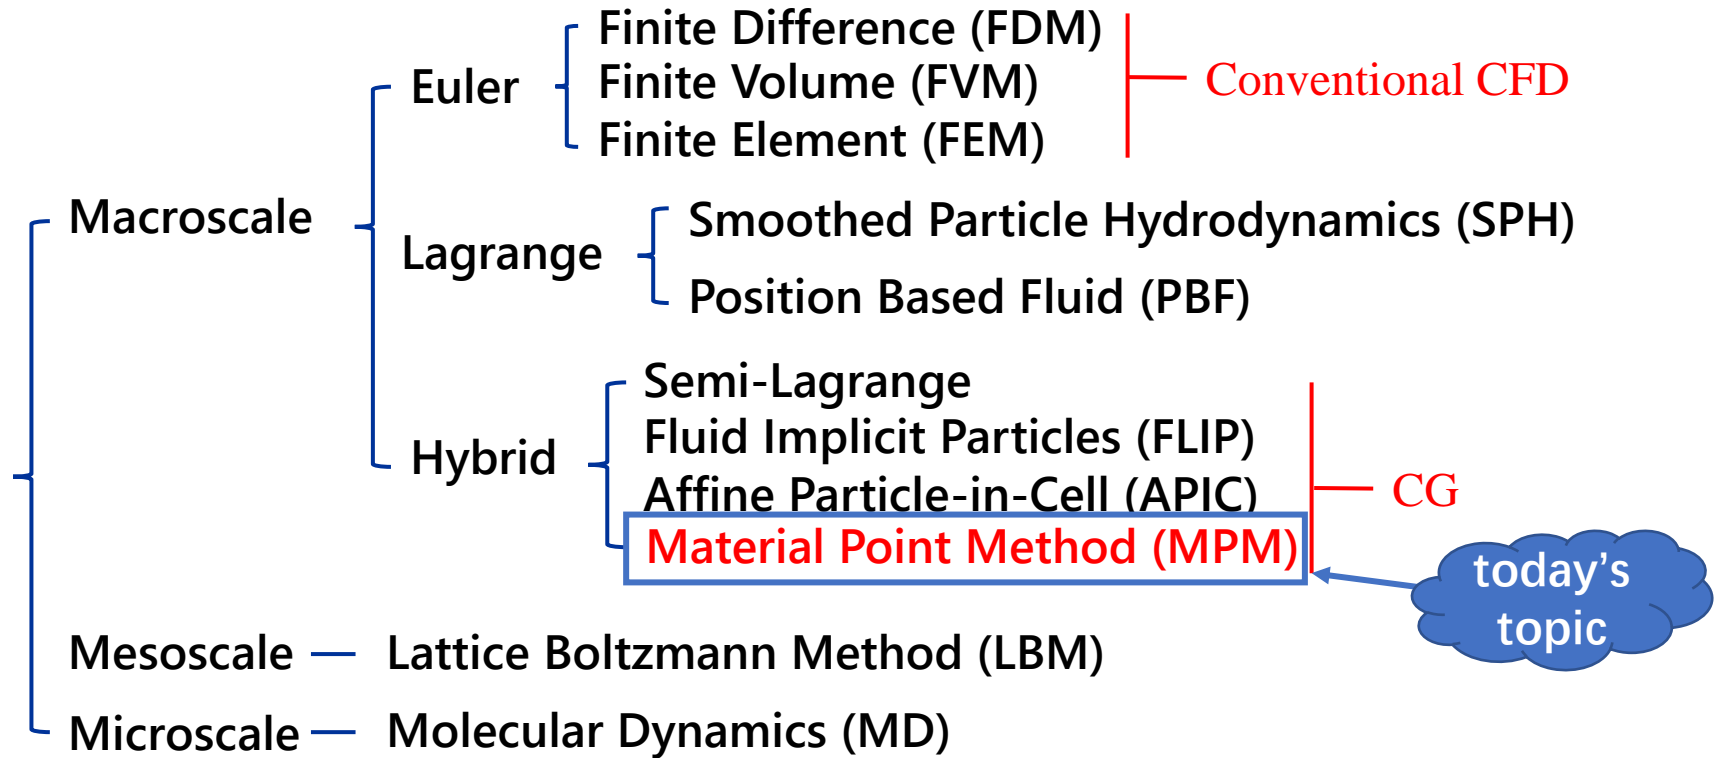 Finite Difference (FDM)
Euler
Finite Volume (FVM)
Conventional CFD
Finite Element (FEM)
Macroscale
Smoothed Particle Hydrodynamics (SPH)
Lagrange
Position Based Fluid (PBF)
Semi-Lagrange
Fluid Implicit Particles (FLIP)
Hybrid
Affine Particle-in-Cell (APIC)
CG
Material Point Method (MPM)
today's
topic
Mesoscale
Lattice Boltzmann Method (LBM)
Microscale
Molecular Dynamics (MD)